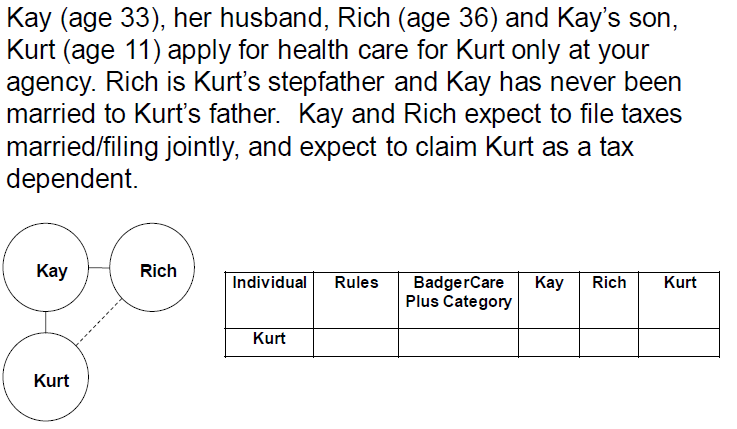 Kay (age 33), her husband, Rich (age 36) and Kay’s son,
Kurt (age 11) apply for health care for Kurt only at your
agency. Rich is Kurt’s stepfather and Kay has never been
married to Kurt’s father.  Kay and Rich expect to file taxes
married/filing jointly, and expect to claim Kurt as a tax
dependent.
Kay
Rich
Kurt
Individual Rules BadgerCare Kay Rich Kurt
Plus Category
Kurt